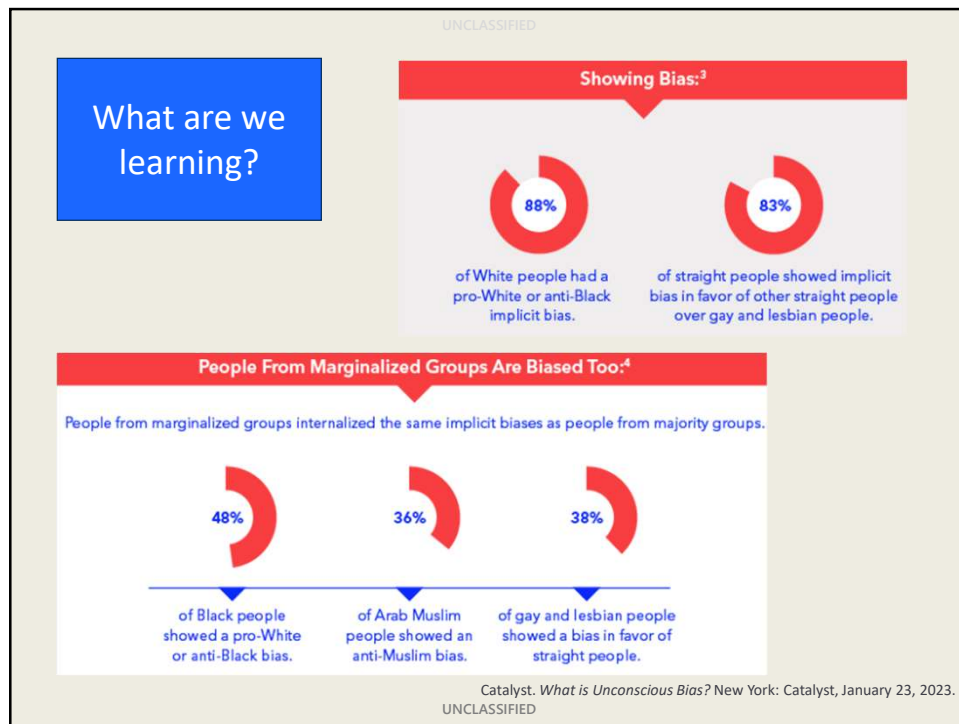 UNCLASSIFIED
What are we
learning?
Showing Bias:³
88%
of White people had a
pro-White or anti-Black
implicit bias.
83%
of straight people showed implicit
bias in favor of other straight people
over gay and lesbian people.
People From Marginalized Groups Are Biased Too:⁴
People from marginalized groups internalized the same implicit biases as people from majority groups.
48%
of Black people
showed a pro-White
or anti-Black bias.
36%
of Arab Muslim
people showed an
anti-Muslim bias.
38%
of gay and lesbian people
showed a bias in favor of
straight people.
Catalyst. What is Unconscious Bias? New York: Catalyst, January 23, 2023.
UNCLASSIFIED